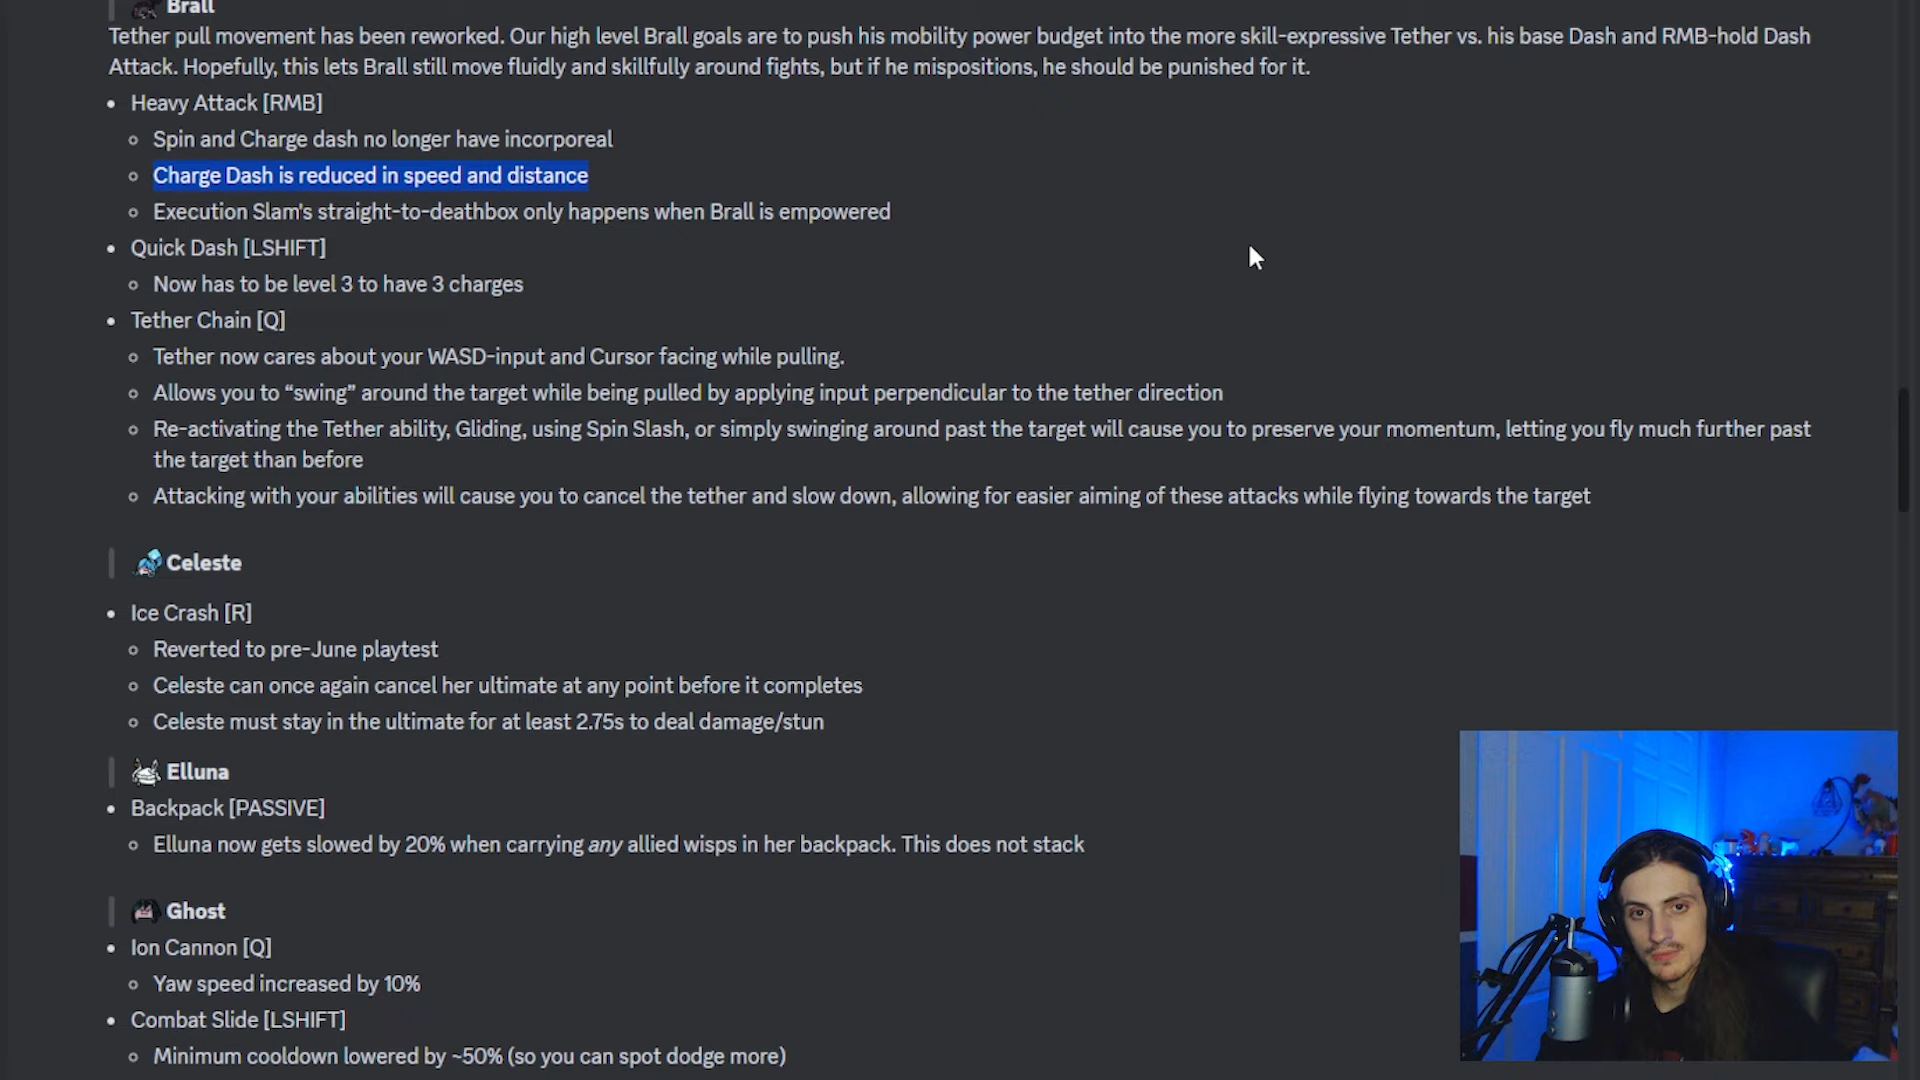 Brall
Tether pull movement has been reworked. Our high level Brall goals are to push his mobility power budget into the more skill-expressive Tether vs. his base Dash and RMB-hold Dash
Attack. Hopefully, this lets Brall still move fluidly and skillfully around fights, but if he mispositions, he should be punished for it.
Heavy Attack [RMB]
Spin and Charge dash no longer have incorporeal
Charge Dash is reduced in speed and distance
Execution Slam's straight-to-deathbox only happens when Brall is empowered
Quick Dash [LSHIFT]
Now has to be level 3 to have 3 charges
Tether Chain [Q]
Tether now cares about your WASD-input and Cursor facing while pulling.
Allows you to “swing” around the target while being pulled by applying input perpendicular to the tether direction
Re-activating the Tether ability, Gliding, using Spin Slash, or simply swinging around past the target will cause you to preserve your momentum, letting you fly much further past
the target than before
Attacking with your abilities will cause you to cancel the tether and slow down, allowing for easier aiming of these attacks while flying towards the target
Celeste
Ice Crash [R]
Reverted to pre-June playtest
Celeste can once again cancel her ultimate at any point before it completes
Celeste must stay in the ultimate for at least 2.75s to deal damage/stun
Elluna
Backpack [PASSIVE]
Elluna now gets slowed by 20% when carrying any allied wisps in her backpack. This does not stack
Ghost
Ion Cannon [Q]
Yaw speed increased by 10%
Combat Slide [LSHIFT]
Minimum cooldown lowered by ~50% (so you can spot dodge more)